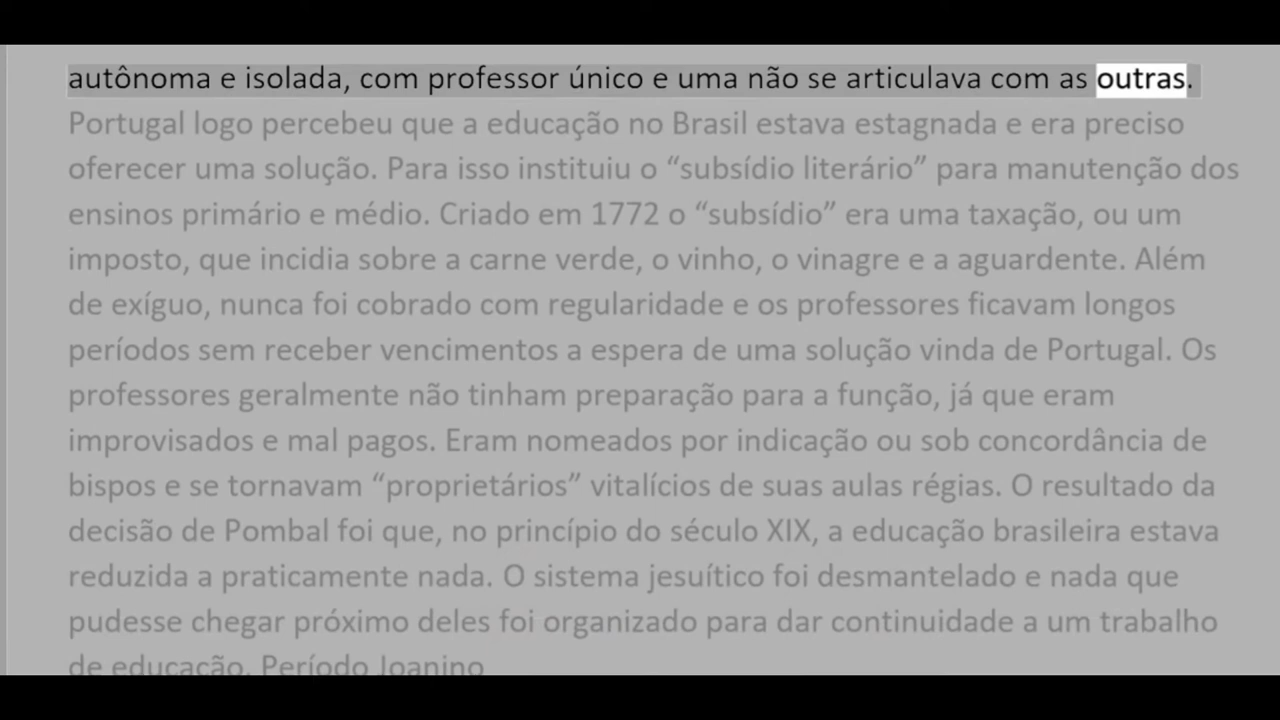 autônoma e isolada, com professor único e uma não se articulava com as outras.
Portugal logo percebeu que a educação no Brasil estava estagnada e era preciso
oferecer uma solução. Para isso instituiu o “subsídio literário” para manutenção dos
ensinos primário e médio. Criado em 1772 o “subsídio” era uma taxação, ou um
imposto, que incidia sobre a carne verde, o vinho, o vinagre e a aguardente. Além
de exíguo, nunca foi cobrado com regularidade e os professores ficavam longos
períodos sem receber vencimentos a espera de uma solução vinda de Portugal. Os
professores geralmente não tinham preparação para a função, já que eram
improvisados e mal pagos. Eram nomeados por indicação ou sob concordância de
bispos e se tornavam “proprietários” vitalícios de suas aulas régias. O resultado da
decisão de Pombal foi que, no princípio do século XIX, a educação brasileira estava
reduzida a praticamente nada. O sistema jesuítico foi desmantelado e nada que
pudesse chegar próximo deles foi organizado para dar continuidade a um trabalho
de educação. Período Joanino